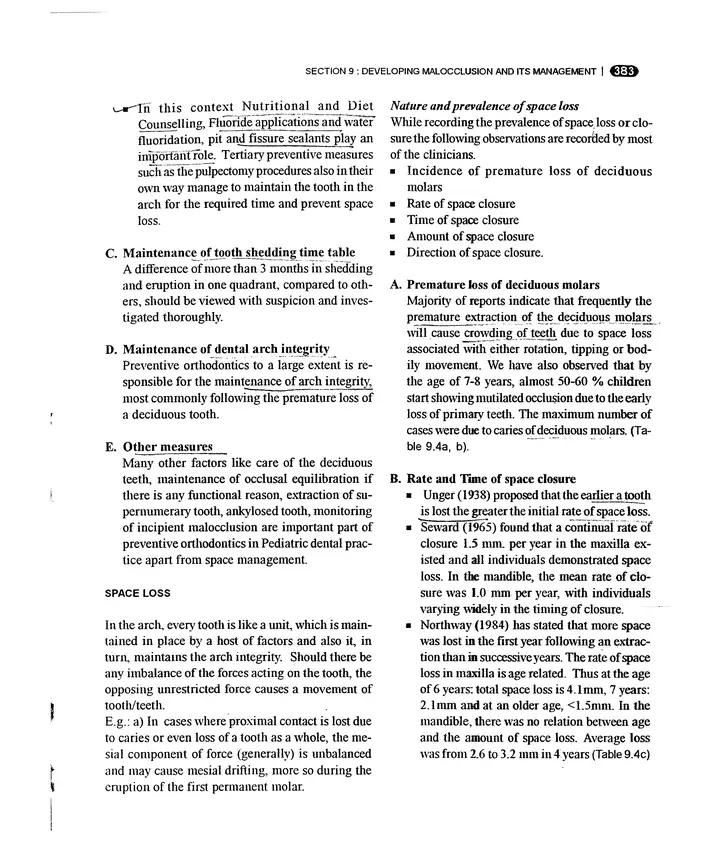 SECTION 9 : DEVELOPING MALOCCLUSION AND ITS MANAGEMENT | 383
■ In this context Nutritional and Diet
Counselling, Fluoride applications and water
fluoridation, pit and fissure sealants play an
important role. Tertiary preventive measures
such as the pulpectomy procedures also in their
own way manage to maintain the tooth in the
arch for the required time and prevent space
loss.
C. Maintenance of tooth shedding time table
A difference of more than 3 months in shedding
and eruption in one quadrant, compared to oth-
ers, should be viewed with suspicion and inves-
tigated thoroughly.
D. Maintenance of dental arch integrity
Preventive orthodontics to a large extent is re-
sponsible for the maintenance of arch integrity,
most commonly following the premature loss of
a deciduous tooth.
E. Other measures
Many other factors like care of the deciduous
teeth, maintenance of occlusal equilibration if
there is any functional reason, extraction of su-
pernumerary tooth, ankylosed tooth, monitoring
of incipient malocclusion are important part of
preventive orthodontics in Pediatric dental prac-
tice apart from space management.
SPACE LOSS
In the arch, every tooth is like a unit, which is main-
tained in place by a host of factors and also it, in
turn, maintains the arch integrity. Should there be
any imbalance of the forces acting on the tooth, the
opposing unrestricted force causes a movement of
tooth/teeth.
E.g.: a) In cases where proximal contact is lost due
to caries or even loss of a tooth as a whole, the me-
sial component of force (generally) is unbalanced
and may cause mesial drifting, more so during the
eruption of the first permanent molar.
Nature and prevalence of space loss
While recording the prevalence of space loss or clo-
sure the following observations are recorded by most
of the clinicians.
■ Incidence of premature loss of deciduous
molars
■ Rate of space closure
■ Time of space closure
■ Amount of space closure
■ Direction of space closure.
A. Premature loss of deciduous molars
Majority of reports indicate that frequently the
premature extraction of the deciduous molars
will cause crowding of teeth due to space loss
associated with either rotation, tipping or bod-
ily movement. We have also observed that by
the age of 7-8 years, almost 50-60 % children
start showing mutilated occlusion due to the early
loss of primary teeth. The maximum number of
cases were due to caries of deciduous molars. (Ta-
ble 9.4a, b).
B. Rate and Time of space closure
■ Unger (1938) proposed that the earlier a tooth
is lost the greater the initial rate of space loss.
■ Seward (1965) found that a continual rate of
closure 1.5 mm. per year in the maxilla ex-
isted and all individuals demonstrated space
loss. In the mandible, the mean rate of clo-
sure was 1.0 mm per year, with individuals
varying widely in the timing of closure.
■ Northway (1984) has stated that more space
was lost in the first year following an extrac-
tion than in successive years. The rate of space
loss in maxilla is age related. Thus at the age
of 6 years: total space loss is 4.1mm, 7 years:
2.1mm and at an older age, <1.5mm. In the
mandible, there was no relation between age
and the amount of space loss. Average loss
was from 2.6 to 3.2 mm in 4 years (Table 9.4c)